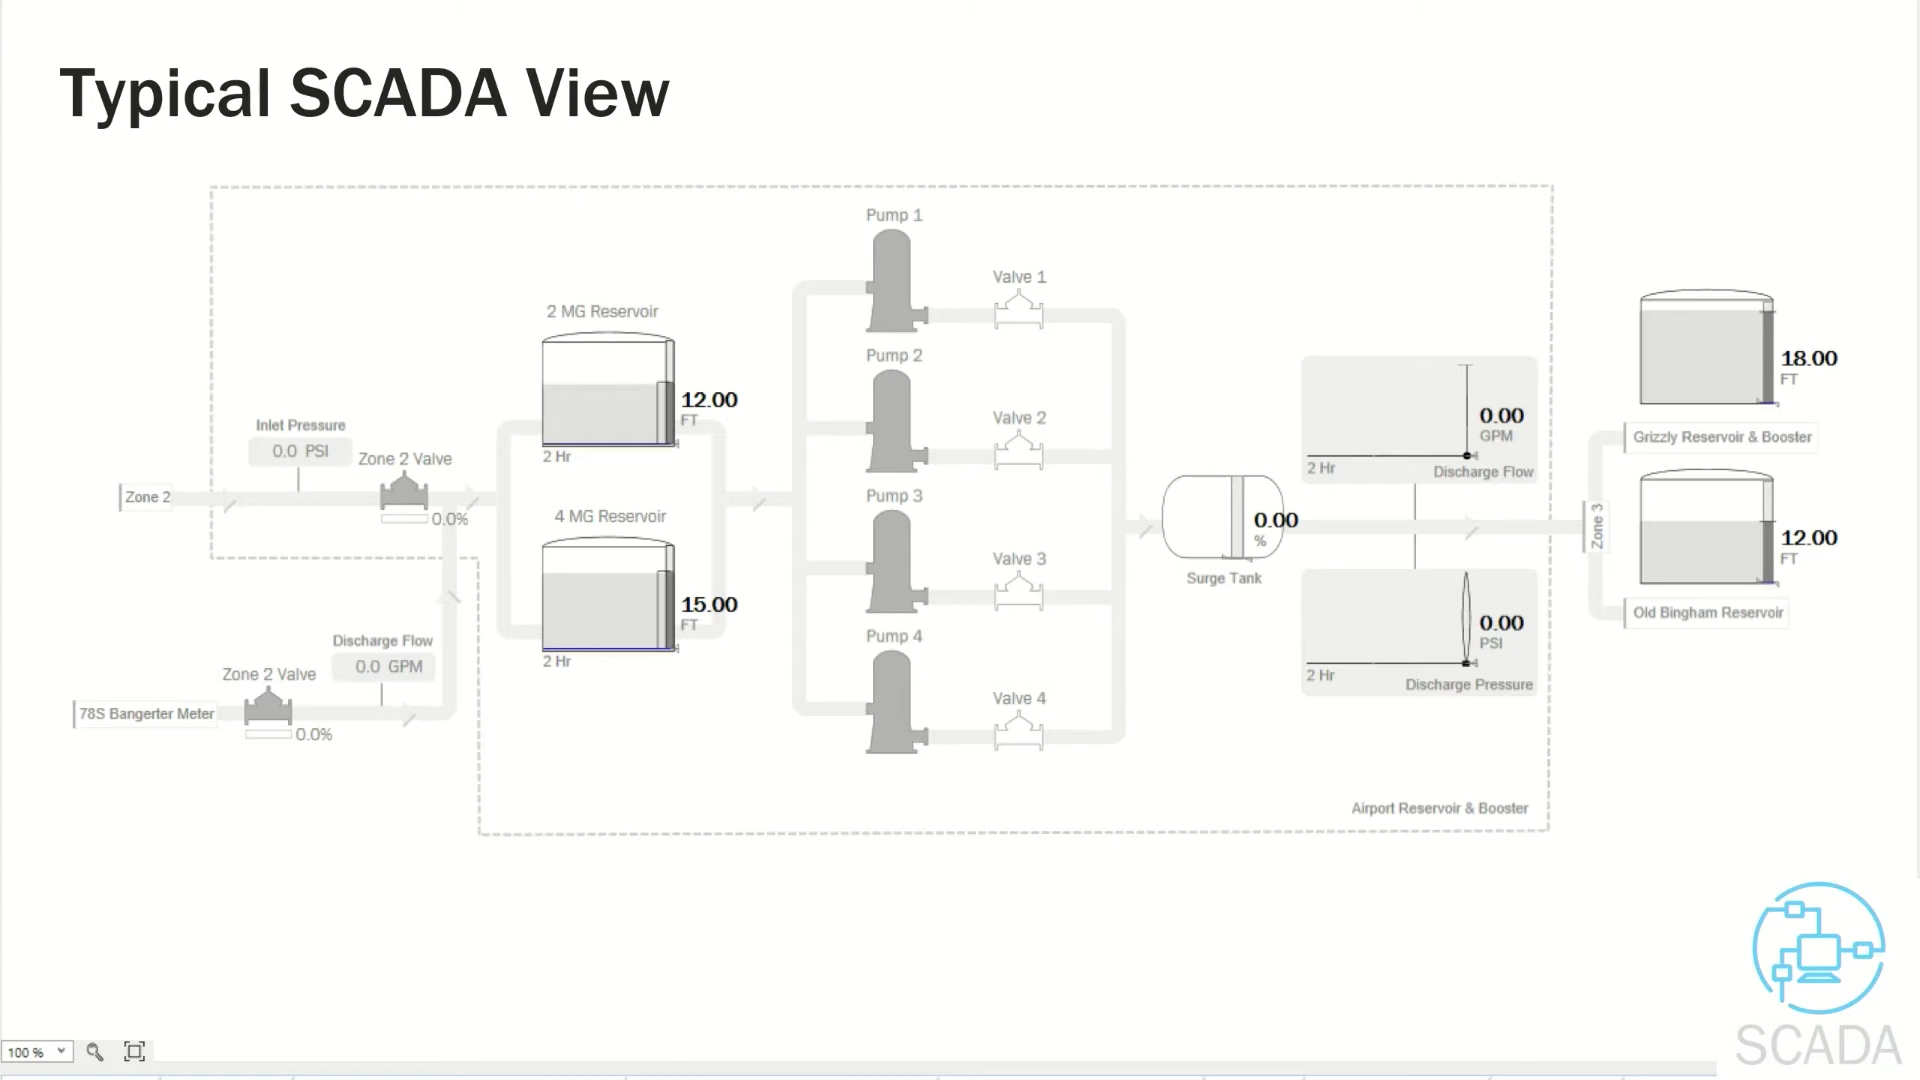 Typical SCADA View
Pump 1
Valve 1
2 MG Reservoir
12.00
FT
2 Hr
Pump 2
Valve 2
Inlet Pressure
0.0 PSI
Zone 2 Valve
0.0%
Zone 2
4 MG Reservoir
15.00
FT
2 Hr
Pump 3
Valve 3
Pump 4
Valve 4
Discharge Flow
0.0 GPM
Zone 2 Valve
0.0%
78S Bangerter Meter
0.00
%
Surge Tank
0.00
GPM
2 Hr
Discharge Flow
0.00
PSI
2 Hr
Discharge Pressure
Airport Reservoir & Booster
Zone 3
18.00
FT
Grizzly Reservoir & Booster
12.00
FT
Old Bingham Reservoir
SCADA
100 %